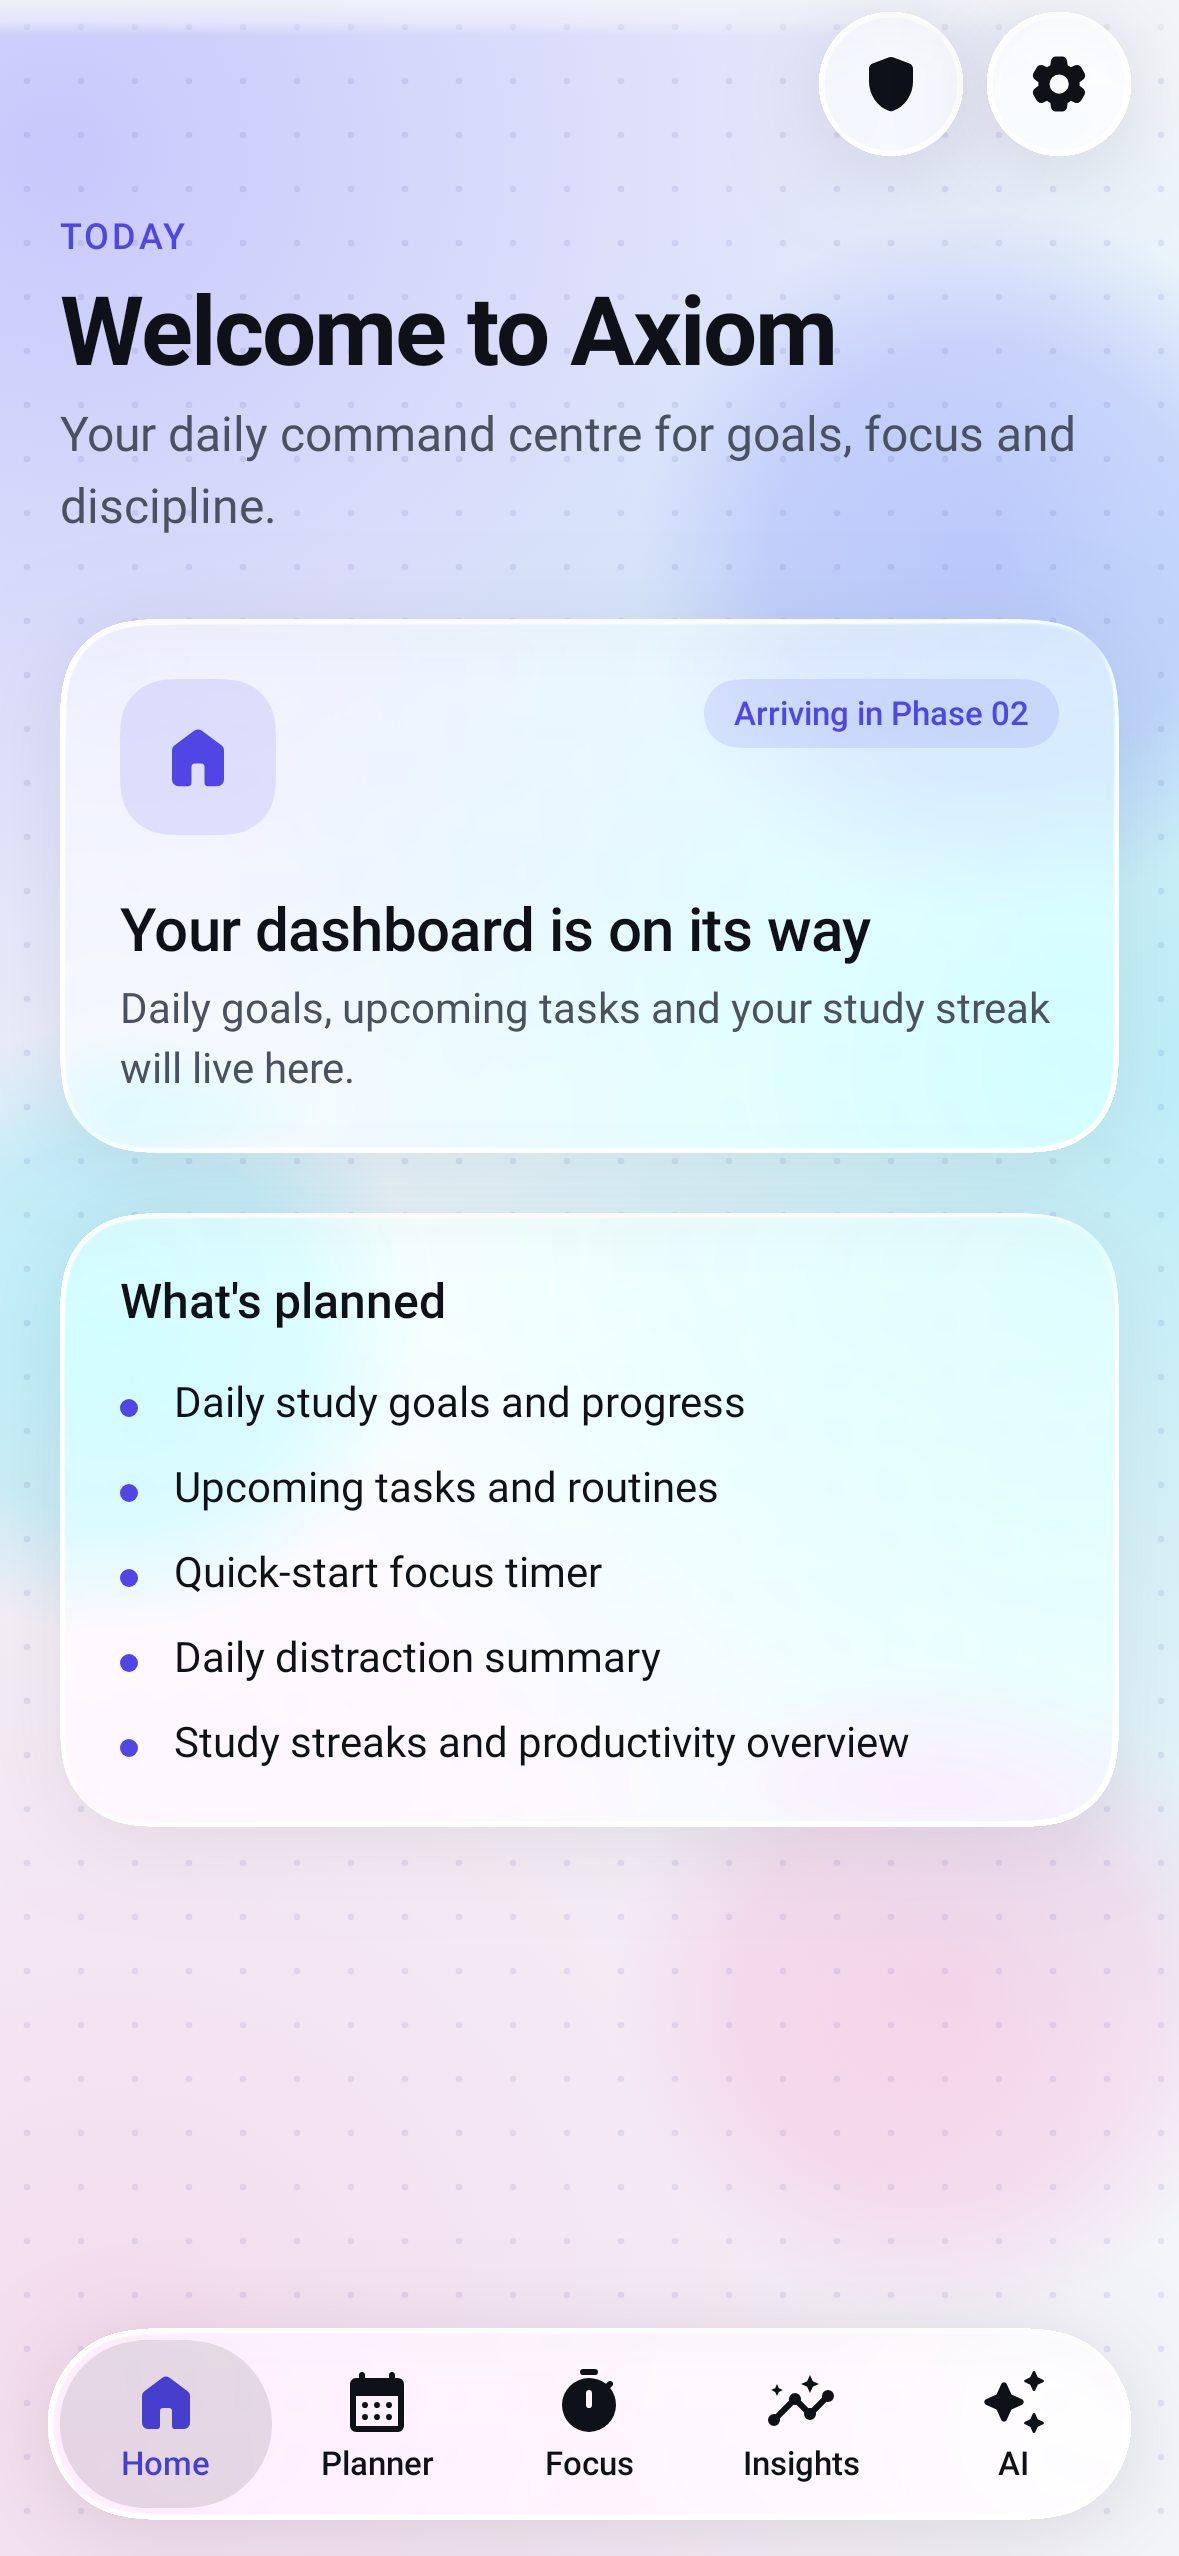 TODAY
Welcome to Axiom
Your daily command centre for goals, focus and
discipline.
Arriving in Phase 02
Your dashboard is on its way
Daily goals, upcoming tasks and your study streak
will live here.
What's planned
Daily study goals and progress
Upcoming tasks and routines
Quick-start focus timer
Daily distraction summary
Study streaks and productivity overview
Home
Planner
Focus
Insights
AI